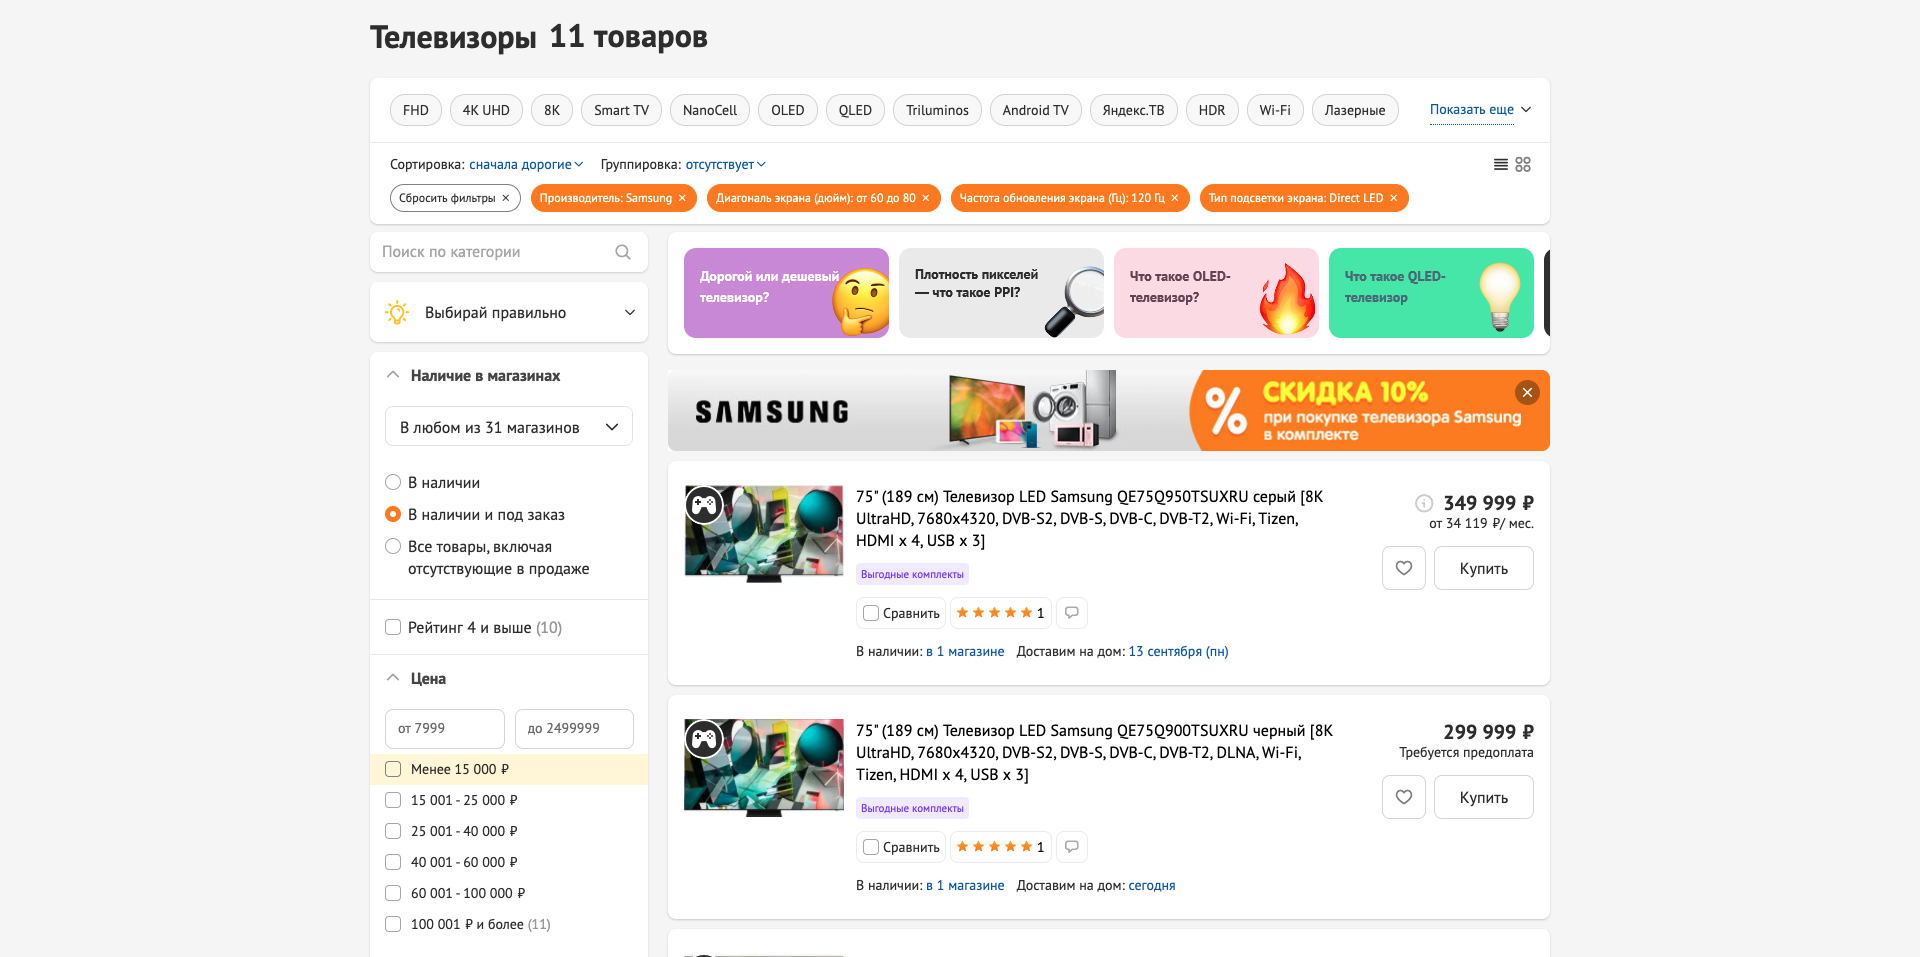 Телевизоры 11 товаров
FHD 4K UHD 8K Smart TV NanoCell OLED QLED Triluminos Android TV Яндекс.ТВ HDR Wi-Fi Лазерные Показать еще
Сортировка: сначала дорогие Группировка: отсутствует
Сбросить фильтры × Производитель: Samsung × Диагональ экрана (дюйм): от 60 до 80 × Частота обновления экрана (Гц): 120 Гц × Тип подсветки экрана: Direct LED ×
Поиск по категории
Выбирай правильно
Наличие в магазинах
В любом из 31 магазинов
В наличии
В наличии и под заказ
Все товары, включая
отсутствующие в продаже
Рейтинг 4 и выше (10)
Цена
от 7999 до 2499999
Менее 15 000 ₽
15 001 - 25 000 ₽
25 001 - 40 000 ₽
40 001 - 60 000 ₽
60 001 - 100 000 ₽
100 001 ₽ и более (11)
Дорогой или дешевый
телевизор?
Плотность пикселей
— что такое PPI?
Что такое OLED-
телевизор?
Что такое QLED-
телевизор
SAMSUNG
%
СКИДКА 10%
при покупке телевизора Samsung
в комплекте
75" (189 см) Телевизор LED Samsung QE75Q950TSUXRU серый [8K
UltraHD, 7680x4320, DVB-S2, DVB-S, DVB-C, DVB-T2, Wi-Fi, Tizen,
HDMI x 4, USB x 3]
Выгодные комплекты
Сравнить 1
В наличии: в 1 магазине Доставим на дом: 13 сентября (пн)
349 999 ₽
от 34 119 ₽/ мес.
Купить
75" (189 см) Телевизор LED Samsung QE75Q900TSUXRU черный [8K
UltraHD, 7680x4320, DVB-S2, DVB-S, DVB-C, DVB-T2, DLNA, Wi-Fi,
Tizen, HDMI x 4, USB x 3]
Выгодные комплекты
Сравнить 1
В наличии: в 1 магазине Доставим на дом: сегодня
299 999 ₽
Требуется предоплата
Купить